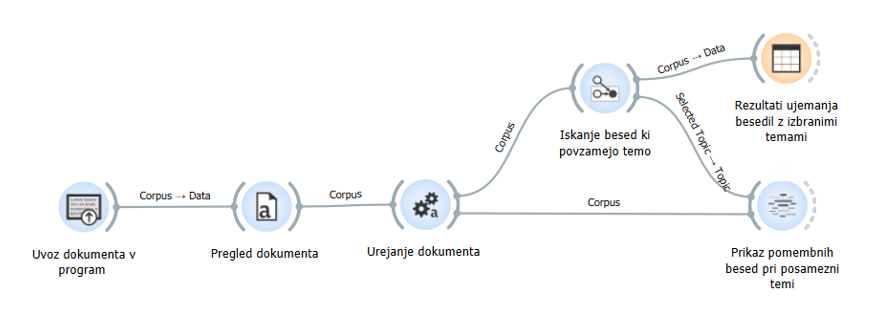 Corpus → Data
Rezultati ujemanja
besedil z izbranimi
temami
Corpus
Iskanje besed ki
povzamejo temo
Selected Topic → Topic
Corpus → Data
Corpus
Corpus
Uvoz dokumenta v
program
Pregled dokumenta
Urejanje dokumenta
Prikaz pomembnih
besed pri posamezni
temi
a
a